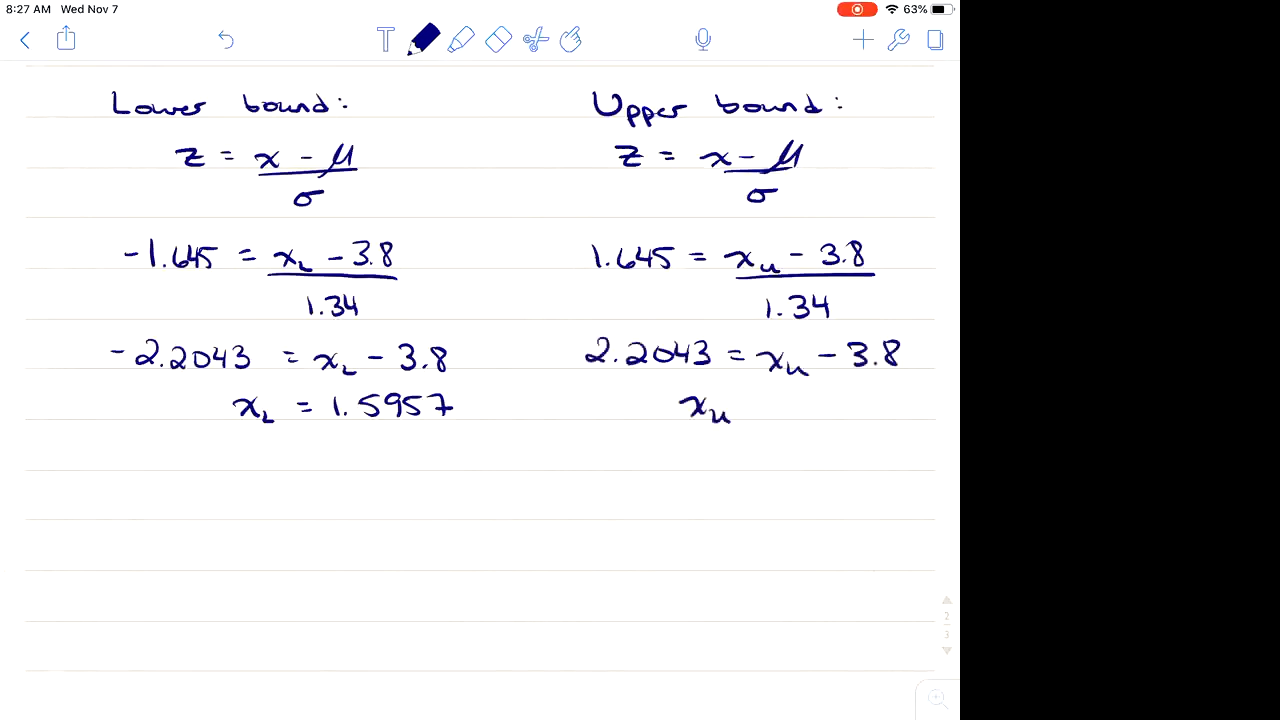 8:27 AM Wed Nov 7
63%
T
Lower bound:
z = x - μ
σ
-1.645 = x_L - 3.8
1.34
-2.2043 = x_L - 3.8
x_L = 1.5957
Upper bound:
z = x - μ
σ
1.645 = x_u - 3.8
1.34
2.2043 = x_u - 3.8
x_u
2
3